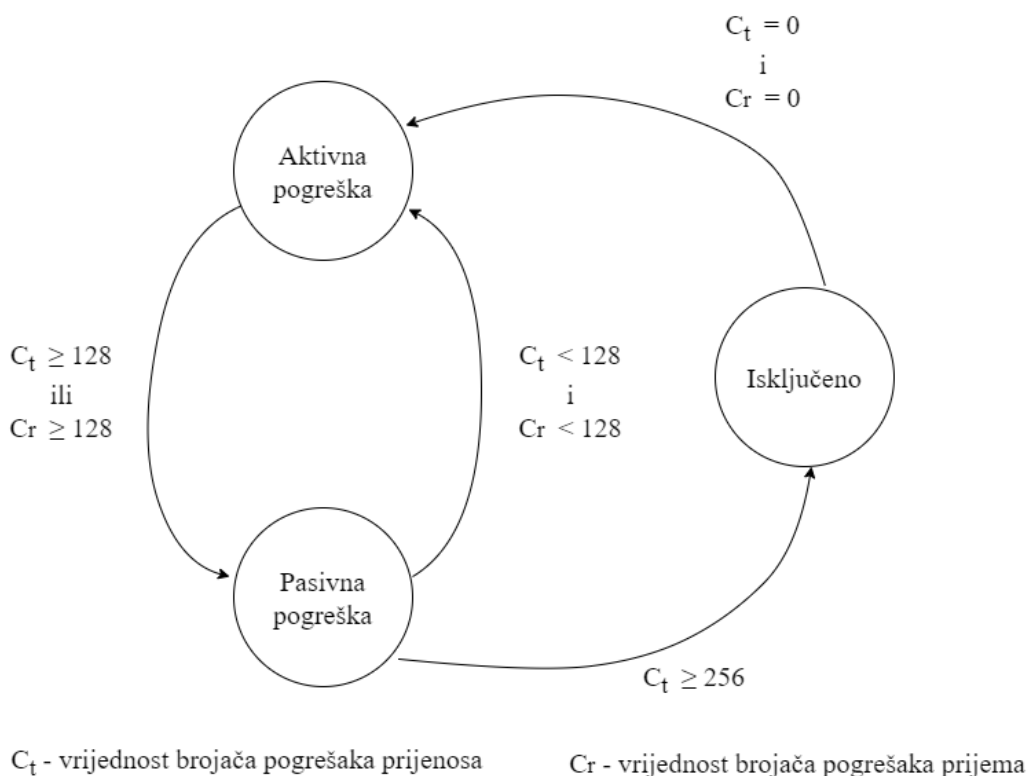 Cₜ = 0
i
Cr = 0
Aktivna
pogreška
Cₜ ≥ 128
ili
Cr ≥ 128
Cₜ < 128
i
Cr < 128
Isključeno
Pasivna
pogreška
Cₜ ≥ 256
Cₜ - vrijednost brojača pogrešaka prijenosa
Cr - vrijednost brojača pogrešaka prijema